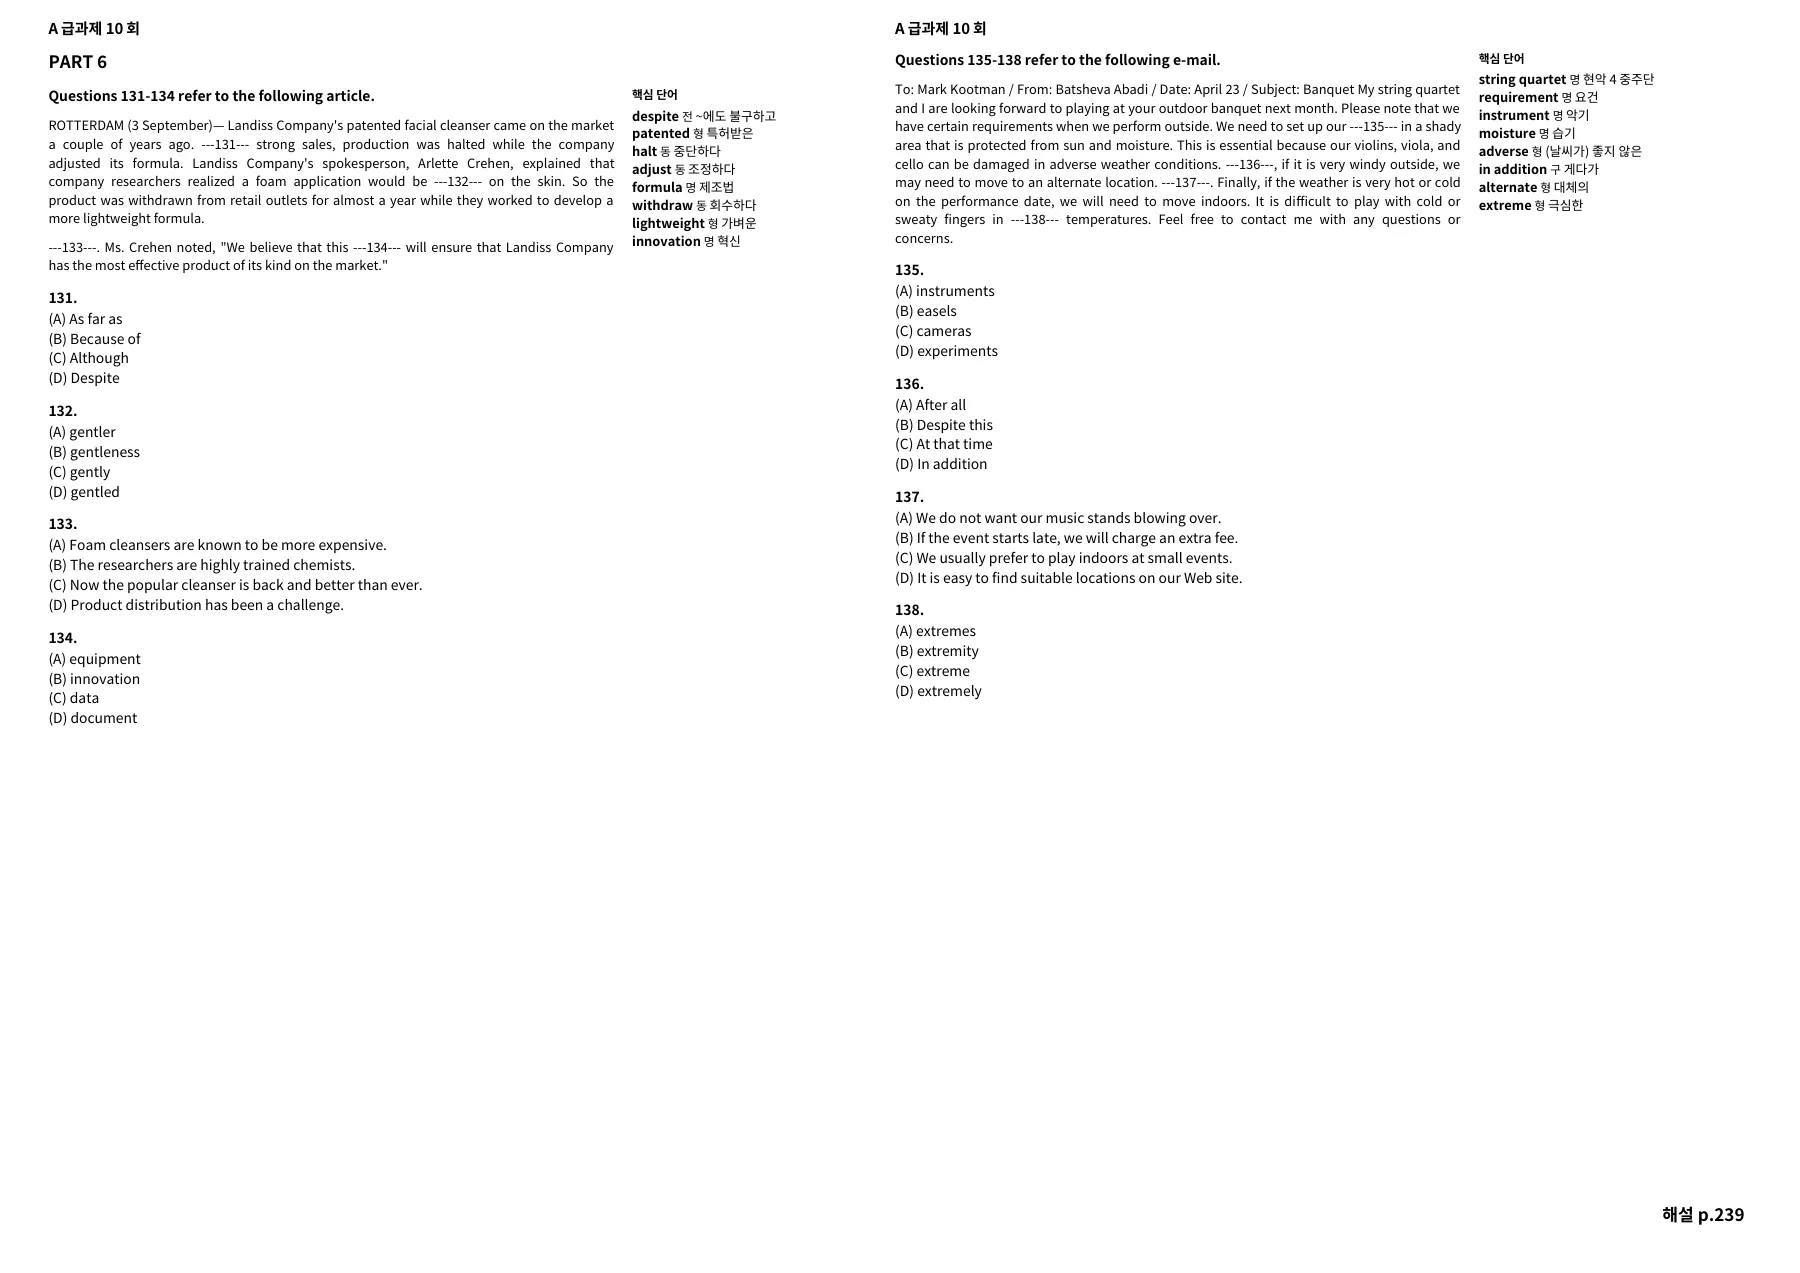 A 급과제 10 회
PART 6
Questions 131-134 refer to the following article.
ROTTERDAM (3 September)— Landiss Company's patented facial cleanser came on the market
a couple of years ago. ---131--- strong sales, production was halted while the company
adjusted its formula. Landiss Company's spokesperson, Arlette Crehen, explained that
company researchers realized a foam application would be ---132--- on the skin. So the
product was withdrawn from retail outlets for almost a year while they worked to develop a
more lightweight formula.
---133---. Ms. Crehen noted, "We believe that this ---134--- will ensure that Landiss Company
has the most effective product of its kind on the market."
핵심 단어
despite 전 ~에도 불구하고
patented 형 특허받은
halt 동 중단하다
adjust 동 조정하다
formula 명 제조법
withdraw 동 회수하다
lightweight 형 가벼운
innovation 명 혁신
131.
(A) As far as
(B) Because of
(C) Although
(D) Despite
132.
(A) gentler
(B) gentleness
(C) gently
(D) gentled
133.
(A) Foam cleansers are known to be more expensive.
(B) The researchers are highly trained chemists.
(C) Now the popular cleanser is back and better than ever.
(D) Product distribution has been a challenge.
134.
(A) equipment
(B) innovation
(C) data
(D) document
A 급과제 10 회
Questions 135-138 refer to the following e-mail.
To: Mark Kootman / From: Batsheva Abadi / Date: April 23 / Subject: Banquet My string quartet
and I are looking forward to playing at your outdoor banquet next month. Please note that we
have certain requirements when we perform outside. We need to set up our ---135--- in a shady
area that is protected from sun and moisture. This is essential because our violins, viola, and
cello can be damaged in adverse weather conditions. ---136---, if it is very windy outside, we
may need to move to an alternate location. ---137---. Finally, if the weather is very hot or cold
on the performance date, we will need to move indoors. It is difficult to play with cold or
sweaty fingers in ---138--- temperatures. Feel free to contact me with any questions or
concerns.
핵심 단어
string quartet 명 현악 4 중주단
requirement 명 요건
instrument 명 악기
moisture 명 습기
adverse 형 (날씨가) 좋지 않은
in addition 구 게다가
alternate 형 대체의
extreme 형 극심한
135.
(A) instruments
(B) easels
(C) cameras
(D) experiments
136.
(A) After all
(B) Despite this
(C) At that time
(D) In addition
137.
(A) We do not want our music stands blowing over.
(B) If the event starts late, we will charge an extra fee.
(C) We usually prefer to play indoors at small events.
(D) It is easy to find suitable locations on our Web site.
138.
(A) extremes
(B) extremity
(C) extreme
(D) extremely
해설 p.239